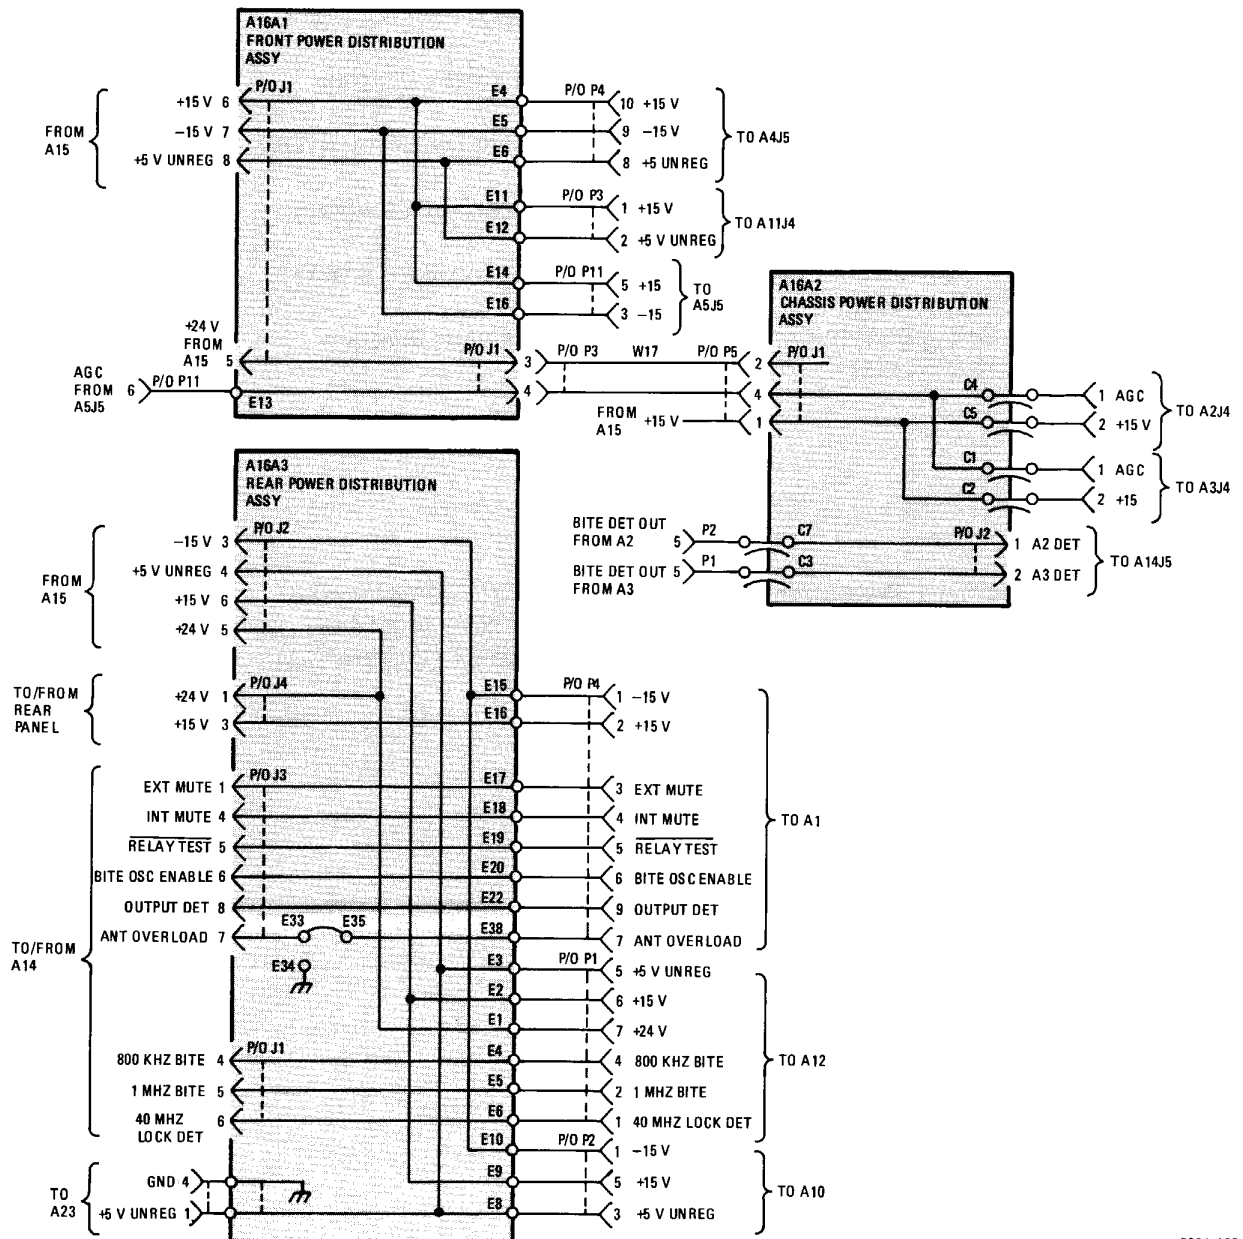 A16A1
FRONT POWER DISTRIBUTION
ASSY
P/O J1
FROM
A15
+15 V 6
-15 V 7
+5 V UNREG 8
E4
E5
E6
P/O P4
10 +15 V
9 -15 V
8 +5 UNREG
TO A4J5
E11
E12
P/O P3
1 +15 V
2 +5 V UNREG
TO A11J4
E14
E16
P/O P11
5 +15
3 -15
TO
A5J5
+24 V
FROM
A15 5
P/O J1
3
4
P/O P3
W17
P/O P5
AGC
FROM
A5J5
6
P/O P11
E13
FROM
A15
+15 V
A16A2
CHASSIS POWER DISTRIBUTION
ASSY
2
4
1
P/O J1
C4
C5
C1
C2
1 AGC
2 +15 V
TO A2J4
1 AGC
2 +15
TO A3J4
BITE DET OUT
FROM A2
5
P2
C7
BITE DET OUT
FROM A3
5
P1
C3
P/O J2
1 A2 DET
2 A3 DET
TO A14J5
A16A3
REAR POWER DISTRIBUTION
ASSY
P/O J2
FROM
A15
-15 V 3
+5 V UNREG 4
+15 V 6
+24 V 5
TO/FROM
REAR
PANEL
P/O J4
+24 V 1
+15 V 3
E15
E16
P/O P4
1 -15 V
2 +15 V
TO/FROM
A14
P/O J3
EXT MUTE 1
INT MUTE 4
RELAY TEST 5
BITE OSC ENABLE 6
OUTPUT DET 8
ANT OVERLOAD 7
E33
E35
E34
E17
E18
E19
E20
E22
E38
3 EXT MUTE
4 INT MUTE
5 RELAY TEST
6 BITE OSC ENABLE
9 OUTPUT DET
7 ANT OVERLOAD
TO A1
E3
E2
E1
P/O P1
5 +5 V UNREG
6 +15 V
7 +24 V
P/O J1
800 KHZ BITE 4
1 MHZ BITE 5
40 MHZ
LOCK DET
6
E4
E5
E6
4 800 KHZ BITE
2 1 MHZ BITE
1 40 MHZ LOCK DET
TO A12
E10
E9
E8
P/O P2
1 -15 V
5 +15 V
3 +5 V UNREG
TO A10
TO
A23
GND 4
+5 V UNREG 1